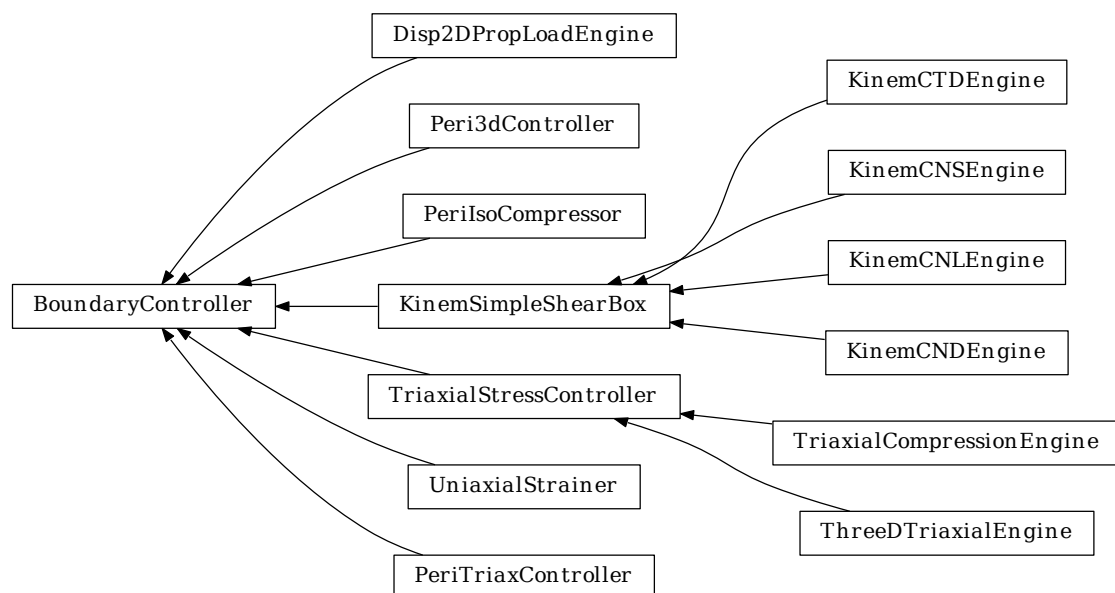 Disp2DPropLoadEngine
KinemCTDEngine
Peri3dController
KinemCNSEngine
PeriIsoCompressor
KinemCNLEngine
BoundaryController
KinemSimpleShearBox
KinemCNDEngine
TriaxialStressController
TriaxialCompressionEngine
UniaxialStrainer
ThreeDTriaxialEngine
PeriTriaxController